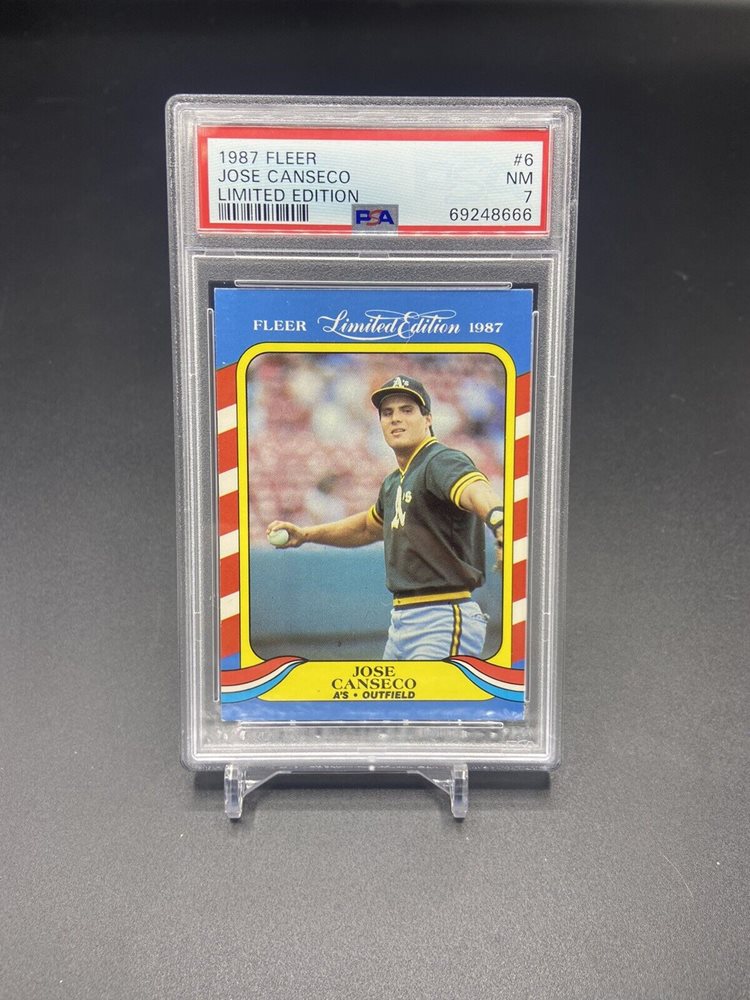 1987 FLEER #6
JOSE CANSECO NM
LIMITED EDITION 7
PSA 69248666
FLEER Limited Edition 1987
A's
A's
JOSE
CANSECO
A'S • OUTFIELD